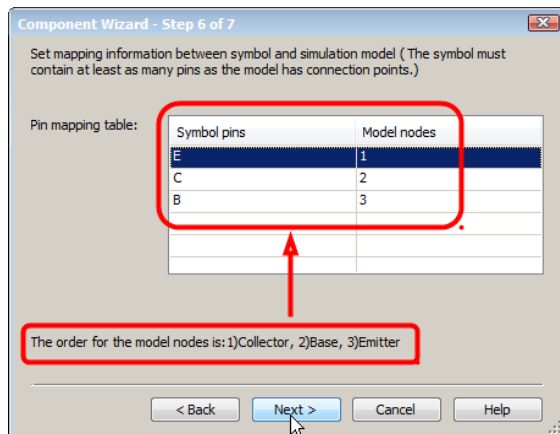 Component Wizard - Step 6 of 7
Set mapping information between symbol and simulation model ( The symbol must
contain at least as many pins as the model has connection points.)
Pin mapping table:
Symbol pins Model nodes
E 1
C 2
B 3
The order for the model nodes is:1)Collector, 2)Base, 3)Emitter
< Back Next > Cancel Help